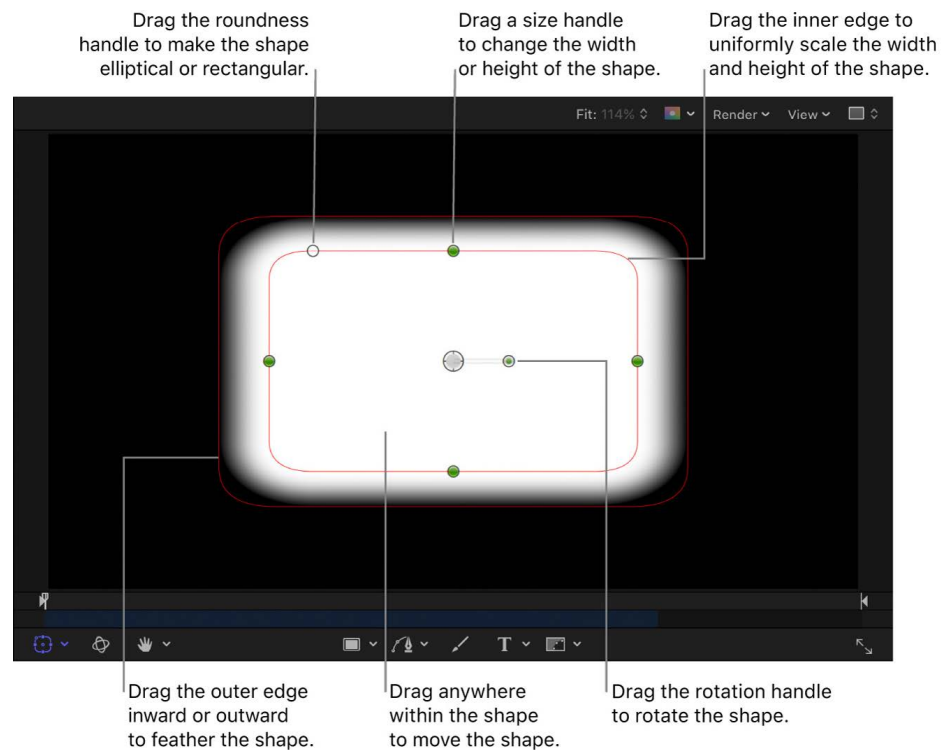 Drag the roundness
handle to make the shape
elliptical or rectangular.
Drag a size handle
to change the width
or height of the shape.
Drag the inner edge to
uniformly scale the width
and height of the shape.
Fit: 114%
Render
View
T
Drag the outer edge
inward or outward
to feather the shape.
Drag anywhere
within the shape
to move the shape.
Drag the rotation handle
to rotate the shape.